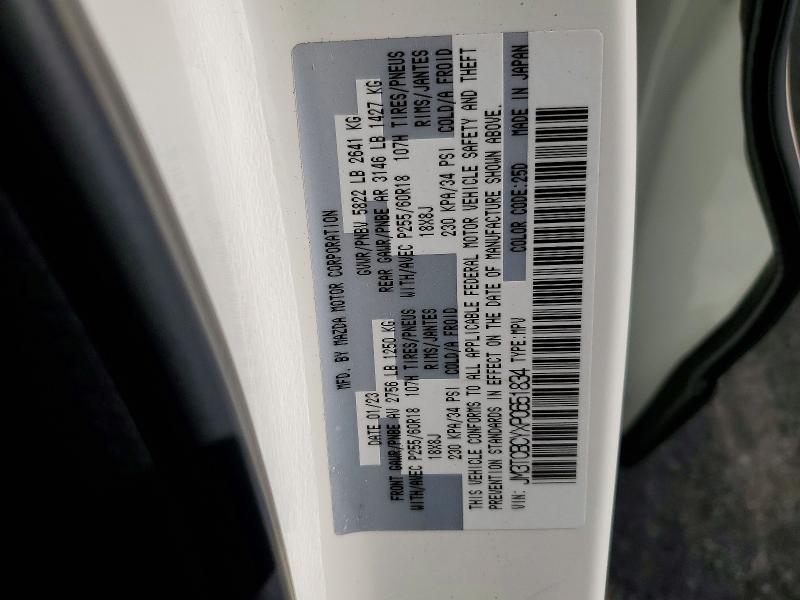 MFD. BY MAZDA MOTOR CORPORATION
DATE 01/23 GVWR/PNBV 5822 LB 2641 KG
FRONT GAWR/PNBE AV 2756 LB 1250 KG REAR GAWR/PNBE AR 3146 LB 1427 KG
WITH/AVEC P255/60R18 107H TIRES/PNEUS WITH/AVEC P255/60R18 107H TIRES/PNEUS
18X8J RIMS/JANTES 18X8J RIMS/JANTES
230 KPA/34 PSI COLD/A FROID 230 KPA/34 PSI COLD/A FROID
THIS VEHICLE CONFORMS TO ALL APPLICABLE FEDERAL MOTOR VEHICLE SAFETY AND THEFT
PREVENTION STANDARDS IN EFFECT ON THE DATE OF MANUFACTURE SHOWN ABOVE.
VIN: JM3TCBCYXP0651834 TYPE:MPV COLOR CODE:25D MADE IN JAPAN